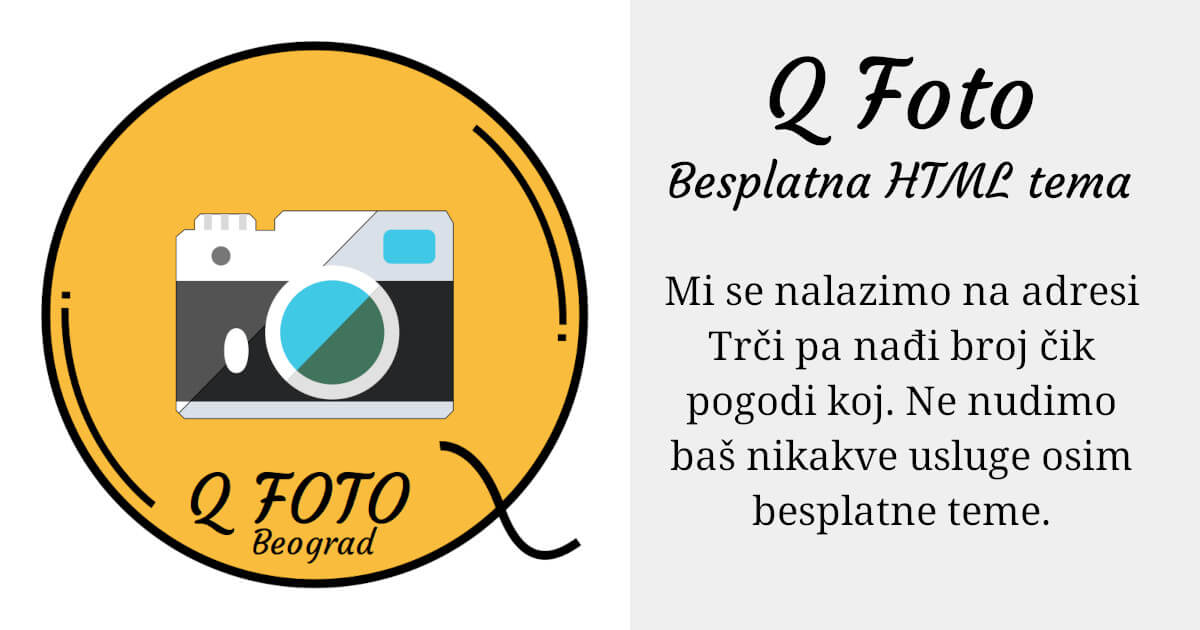 Q FOTO
Beograd
Q Foto
Besplatna HTML tema
Mi se nalazimo na adresi
Trči pa nađi broj čik
pogodi koj. Ne nudimo
baš nikakve usluge osim
besplatne teme.